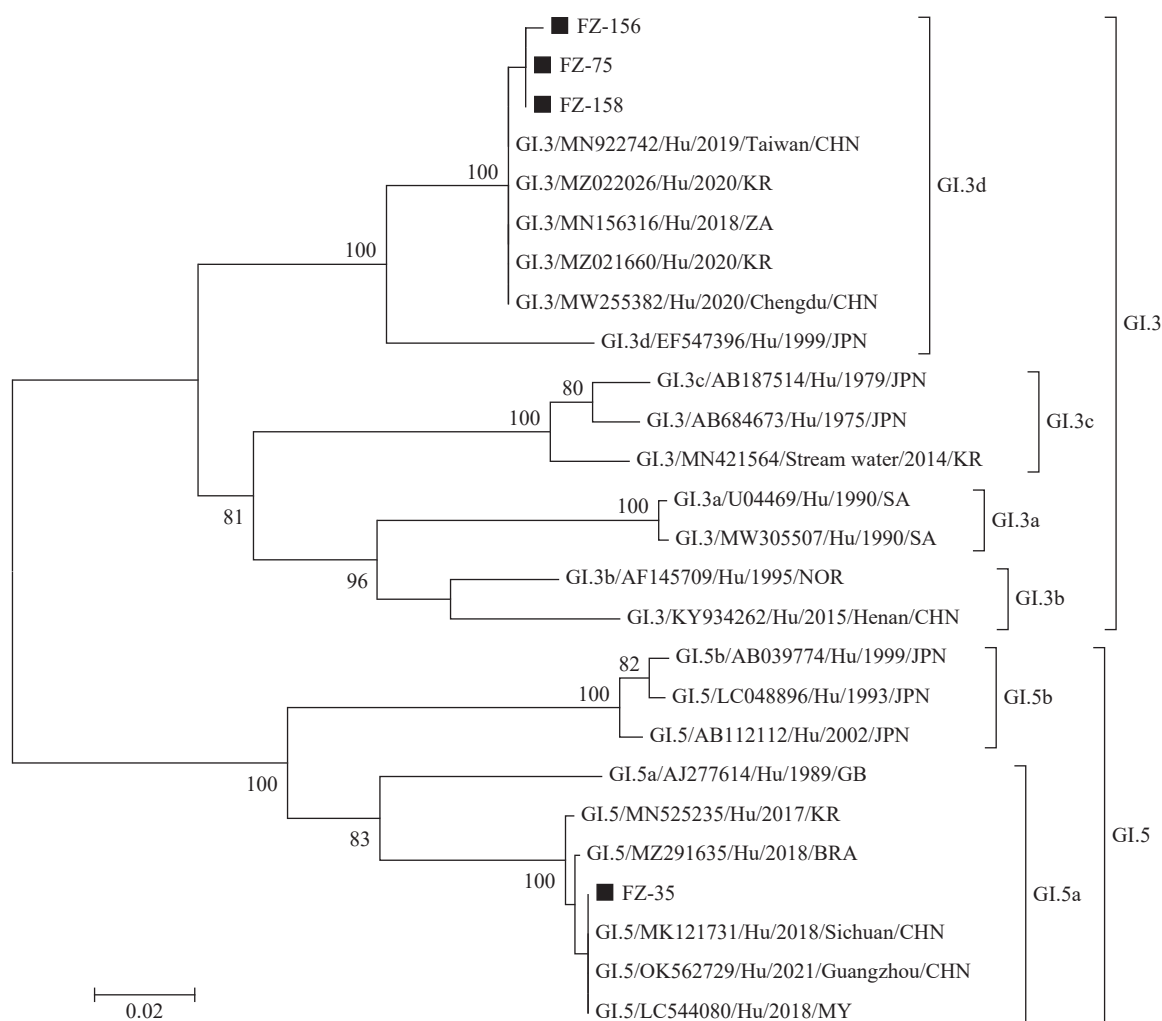 FZ-156
FZ-75
FZ-158
GI.3/MN922742/Hu/2019/Taiwan/CHN
100
GI.3/MZ022026/Hu/2020/KR
GI.3d
GI.3/MN156316/Hu/2018/ZA
100
GI.3/MZ021660/Hu/2020/KR
GI.3/MW255382/Hu/2020/Chengdu/CHN
GI.3
GI.3d/EF547396/Hu/1999/JPN
80
GI.3c/AB187514/Hu/1979/JPN
100
GI.3/AB684673/Hu/1975/JPN
GI.3c
GI.3/MN421564/Stream water/2014/KR
100
GI.3a/U04469/Hu/1990/SA
81
GI.3a
GI.3/MW305507/Hu/1990/SA
96
GI.3b/AF145709/Hu/1995/NOR
GI.3b
GI.3/KY934262/Hu/2015/Henan/CHN
82
GI.5b/AB039774/Hu/1999/JPN
100
GI.5/LC048896/Hu/1993/JPN
GI.5b
GI.5/AB112112/Hu/2002/JPN
100
GI.5a/AJ277614/Hu/1989/GB
GI.5/MN525235/Hu/2017/KR
83
GI.5
GI.5/MZ291635/Hu/2018/BRA
100
FZ-35
GI.5a
GI.5/MK121731/Hu/2018/Sichuan/CHN
GI.5/OK562729/Hu/2021/Guangzhou/CHN
0.02
GI.5/LC544080/Hu/2018/MY